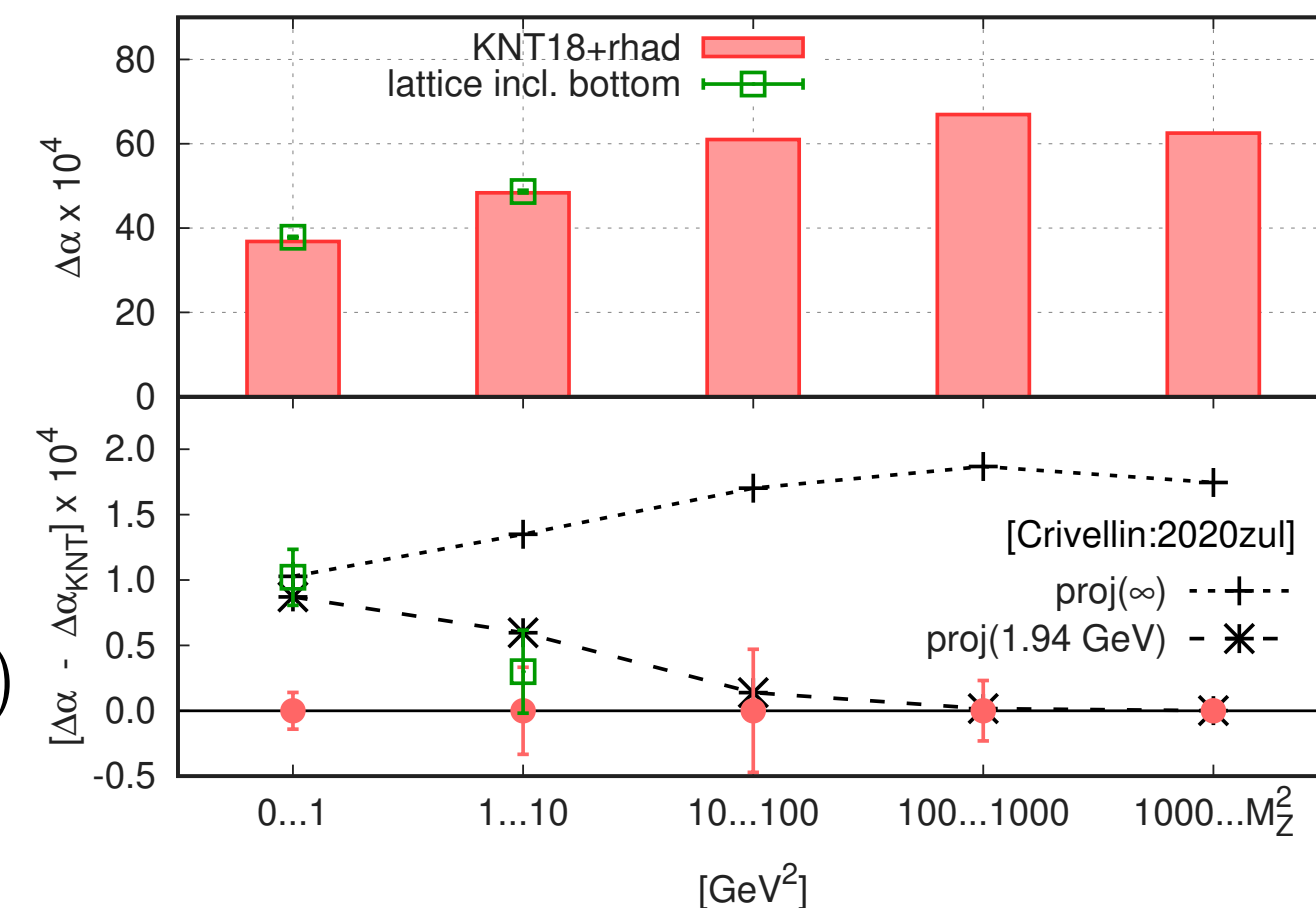 KNT18+rhad
lattice incl. bottom
Δα x 10^4
80
60
40
20
0
[Δα - Δα_KNT] x 10^4
2.0
1.5
1.0
0.5
0.0
-0.5
[Crivellin:2020zul]
proj(∞)
proj(1.94 GeV)
)
0...1 1...10 10...100 100...1000 1000...M_Z^2
[GeV^2]